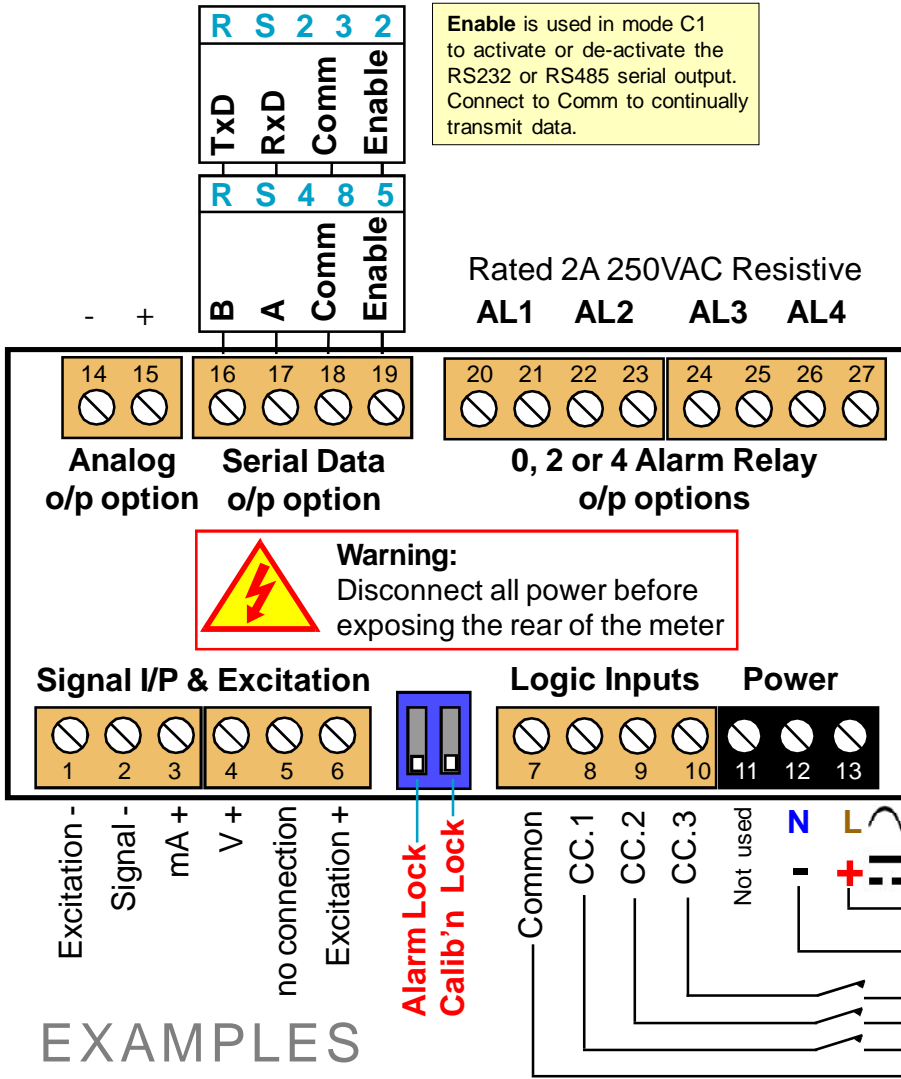 R S 2 3 2
TxD RxD Comm Enable
R S 4 8 5
B A Comm Enable
Enable is used in mode C1
to activate or de-activate the
RS232 or RS485 serial output.
Connect to Comm to continually
transmit data.
Rated 2A 250VAC Resistive
- + AL1 AL2 AL3 AL4
14 15 16 17 18 19 20 21 22 23 24 25 26 27
Analog
o/p option
Serial Data
o/p option
0, 2 or 4 Alarm Relay
o/p options
Warning:
Disconnect all power before
exposing the rear of the meter
Signal I/P & Excitation
Logic Inputs
Power
1 2 3 4 5 6 7 8 9 10 11 12 13
Excitation -
Signal -
mA +
V +
no connection
Excitation +
Alarm Lock
Calib'n Lock
Common
CC.1
CC.2
CC.3
Not used
N L
- +
EXAMPLES